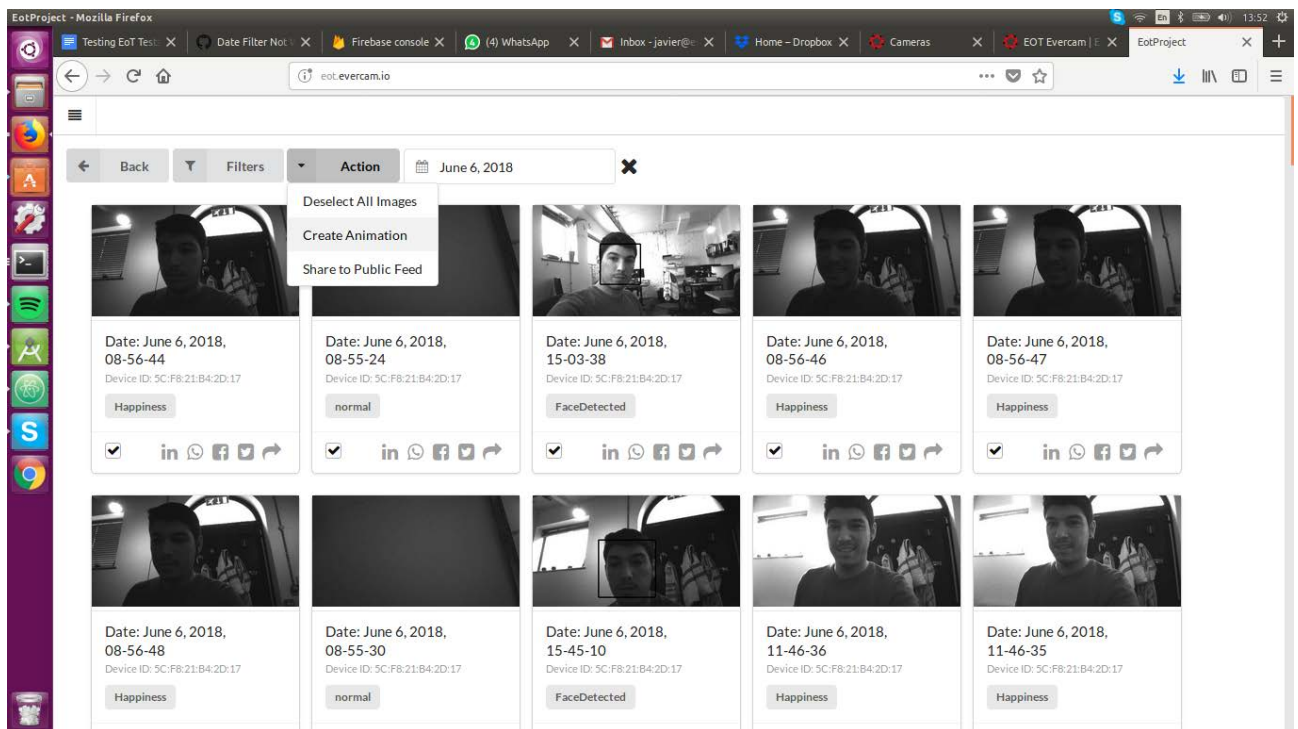 EotProject - Mozilla Firefox
En 13:52
Testing EoT Test
Date Filter Not
Firebase console
(4) WhatsApp
Inbox - javier@e
Home – Dropbox
Cameras
EOT Evercam | E
EotProject
eot.evercam.io
Back
Filters
Action
June 6, 2018
Deselect All Images
Create Animation
Share to Public Feed
Date: June 6, 2018,
08-56-44
Device ID: 5C:F8:21:B4:2D:17
Happiness
Date: June 6, 2018,
08-55-24
Device ID: 5C:F8:21:B4:2D:17
normal
Date: June 6, 2018,
15-03-38
Device ID: 5C:F8:21:B4:2D:17
FaceDetected
Date: June 6, 2018,
08-56-46
Device ID: 5C:F8:21:B4:2D:17
Happiness
Date: June 6, 2018,
08-56-47
Device ID: 5C:F8:21:B4:2D:17
Happiness
Date: June 6, 2018,
08-56-48
Device ID: 5C:F8:21:B4:2D:17
Happiness
Date: June 6, 2018,
08-55-30
Device ID: 5C:F8:21:B4:2D:17
normal
Date: June 6, 2018,
15-45-10
Device ID: 5C:F8:21:B4:2D:17
FaceDetected
Date: June 6, 2018,
11-46-36
Device ID: 5C:F8:21:B4:2D:17
Happiness
Date: June 6, 2018,
11-46-35
Device ID: 5C:F8:21:B4:2D:17
Happiness